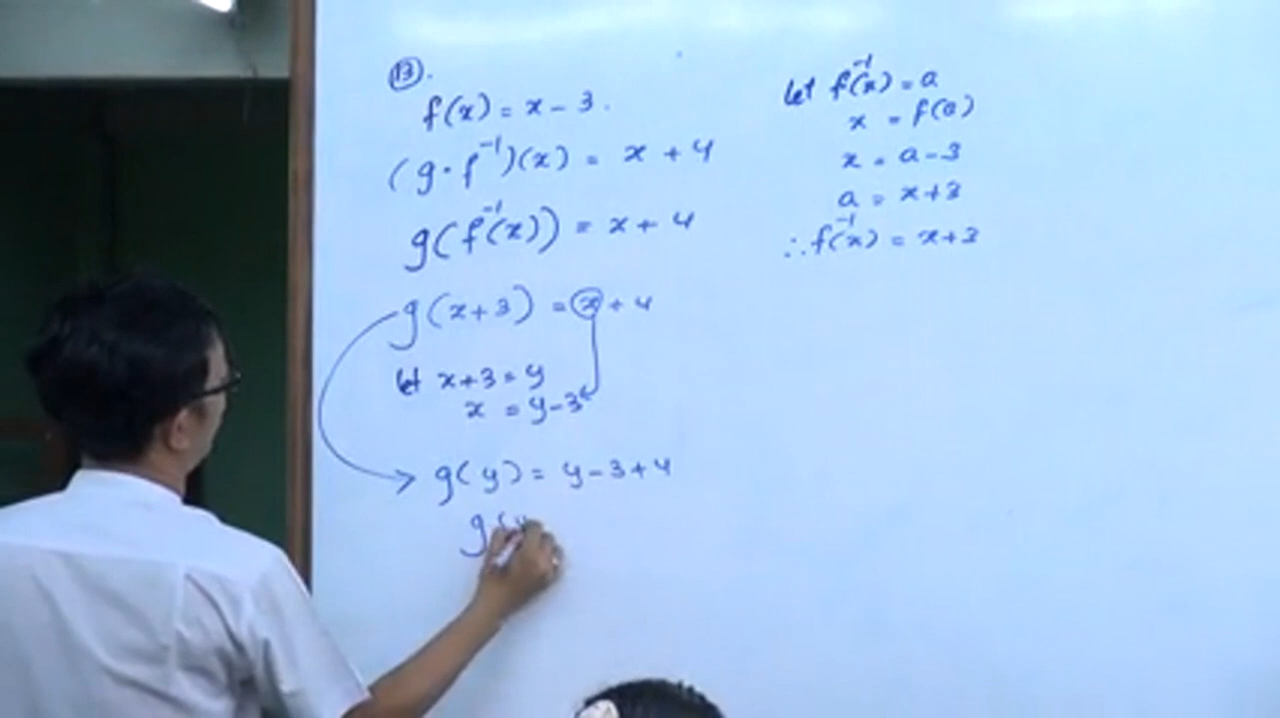 ⑬.
f(x) = x - 3.
(g∘f⁻¹)(x) = x + 4
g(f⁻¹(x)) = x + 4
g(x+3) = x + 4
let x+3 = y
x = y-3
g(y) = y-3+4
g(y
let f⁻¹(x) = a
x = f(a)
x = a-3
a = x+3
∴ f⁻¹(x) = x+3